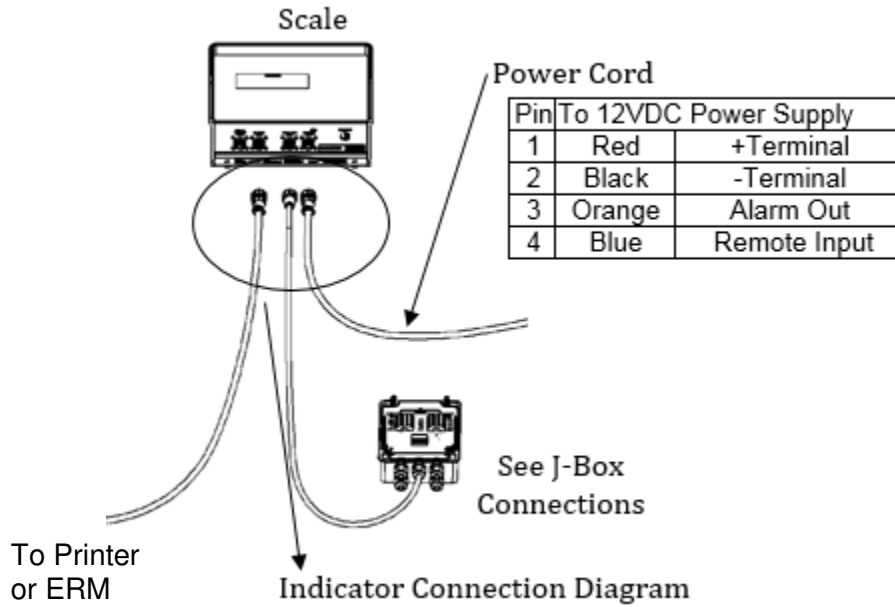 Scale
Power Cord
Pin To 12VDC Power Supply
1 Red +Terminal
2 Black -Terminal
3 Orange Alarm Out
4 Blue Remote Input
See J-Box
Connections
To Printer
or ERM
Indicator Connection Diagram